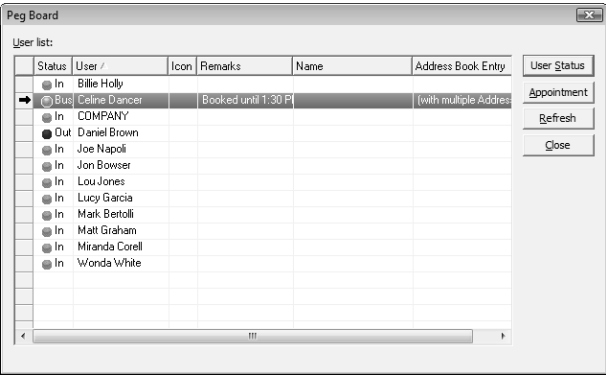 Peg Board
User list:
Status User / Icon Remarks Name Address Book Entry
In Billie Holly
Bus Celine Dancer Booked until 1:30 P (with multiple Addres
In COMPANY
Out Daniel Brown
In Joe Napoli
In Jon Bowser
In Lou Jones
In Lucy Garcia
In Mark Bertolli
In Matt Graham
In Miranda Corell
In Wonda White
User Status
Appointment
Refresh
Close